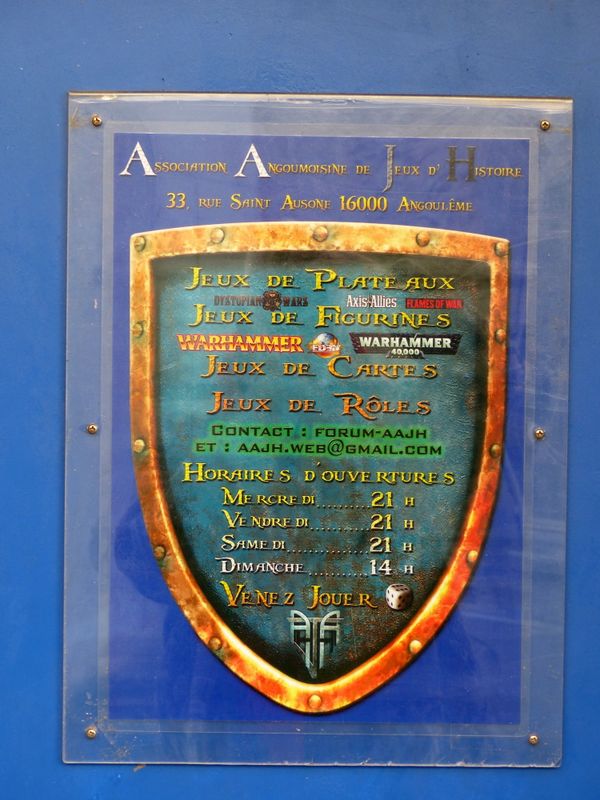 Association Angoumoisine de Jeux d'Histoire
33, rue Saint Ausone 16000 Angoulême
Jeux de Plateaux
DYSTOPIAN WARS Axis&Allies FLAMES OF WAR
Jeux de Figurines
WARHAMMER EDEN WARHAMMER 40,000
Jeux de Cartes
Jeux de Rôles
Contact : forum-aajh
et : aajh.web@gmail.com
Horaires d'ouvertures
Mercredi........21 h
Vendredi........21 h
Samedi............21 h
Dimanche.........14 h
Venez Jouer